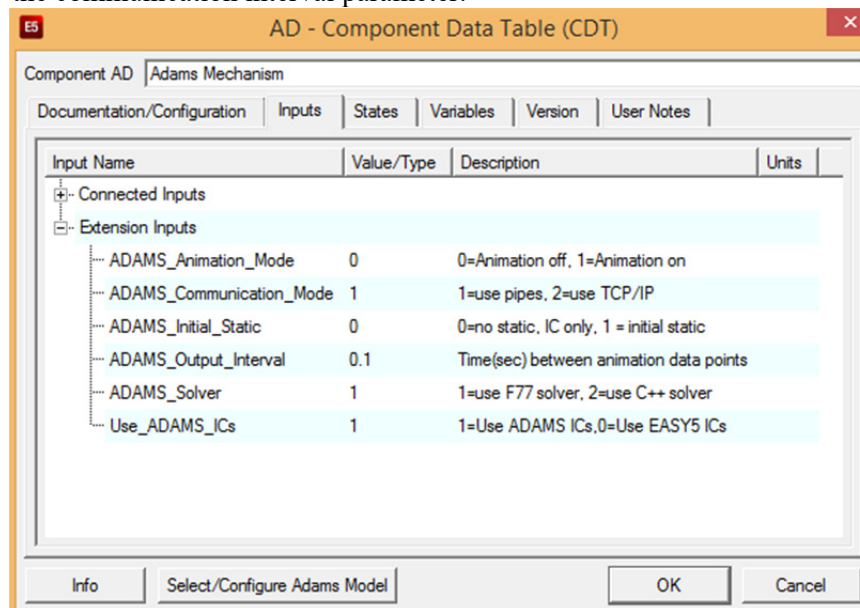 the communication interval parameter.
E5 AD - Component Data Table (CDT) ×
Component AD Adams Mechanism
Documentation/Configuration Inputs States Variables Version User Notes
Input Name Value/Type Description Units
Connected Inputs
Extension Inputs
ADAMS_Animation_Mode 0 0=Animation off, 1=Animation on
ADAMS_Communication_Mode 1 1=use pipes, 2=use TCP/IP
ADAMS_Initial_Static 0 0=no static, IC only, 1 = initial static
ADAMS_Output_Interval 0.1 Time(sec) between animation data points
ADAMS_Solver 1 1=use F77 solver, 2=use C++ solver
Use_ADAMS_ICs 1 1=Use ADAMS ICs,0=Use EASY5 ICs
Info Select/Configure Adams Model OK Cancel